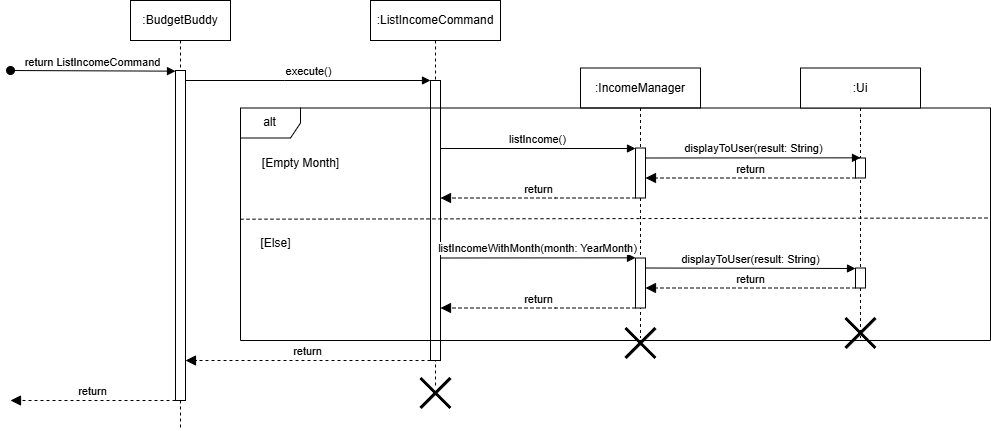 :BudgetBuddy
:ListIncomeCommand
return ListIncomeCommand
execute()
:IncomeManager
:Ui
alt
listIncome()
displayToUser(result: String)
[Empty Month]
return
return
[Else]
listIncomeWithMonth(month: YearMonth)
displayToUser(result: String)
return
return
return
return